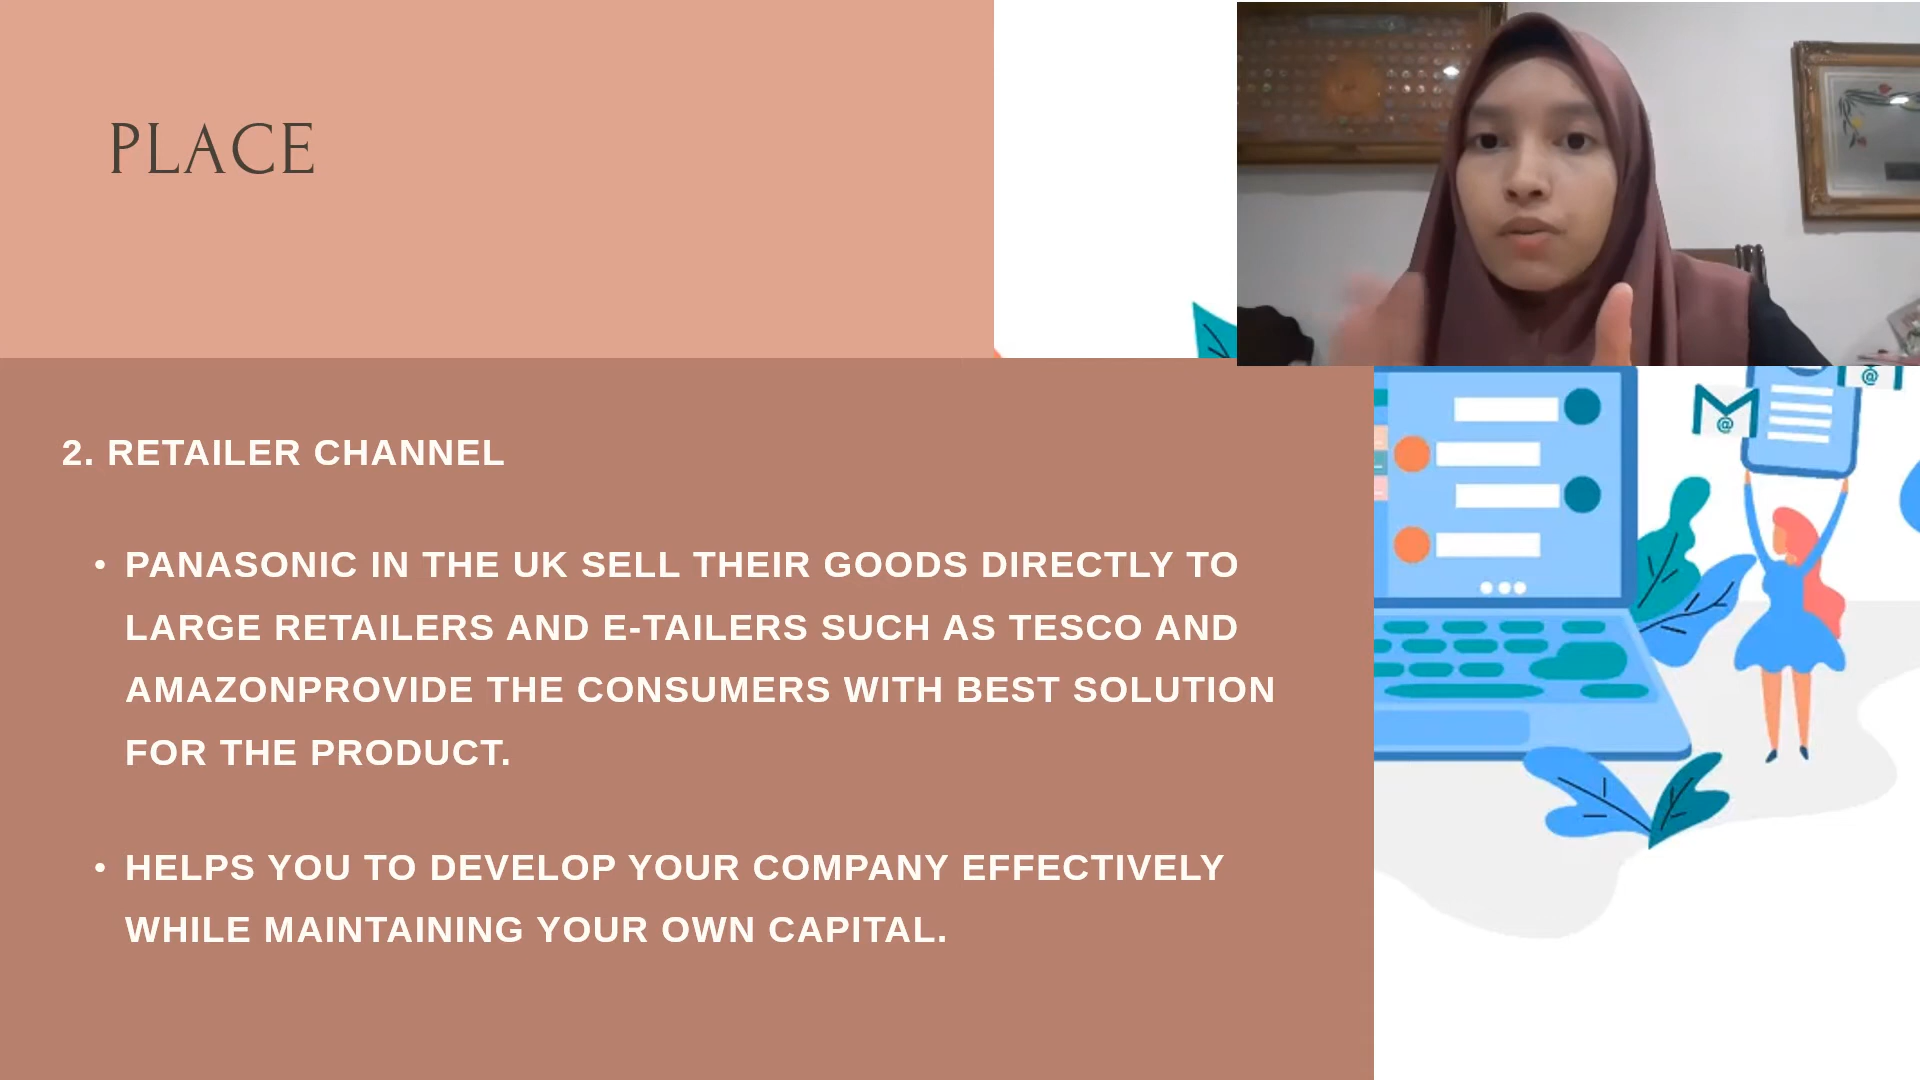 PLACE
2. RETAILER CHANNEL
• PANASONIC IN THE UK SELL THEIR GOODS DIRECTLY TO
LARGE RETAILERS AND E-TAILERS SUCH AS TESCO AND
AMAZONPROVIDE THE CONSUMERS WITH BEST SOLUTION
FOR THE PRODUCT.
• HELPS YOU TO DEVELOP YOUR COMPANY EFFECTIVELY
WHILE MAINTAINING YOUR OWN CAPITAL.
@
@